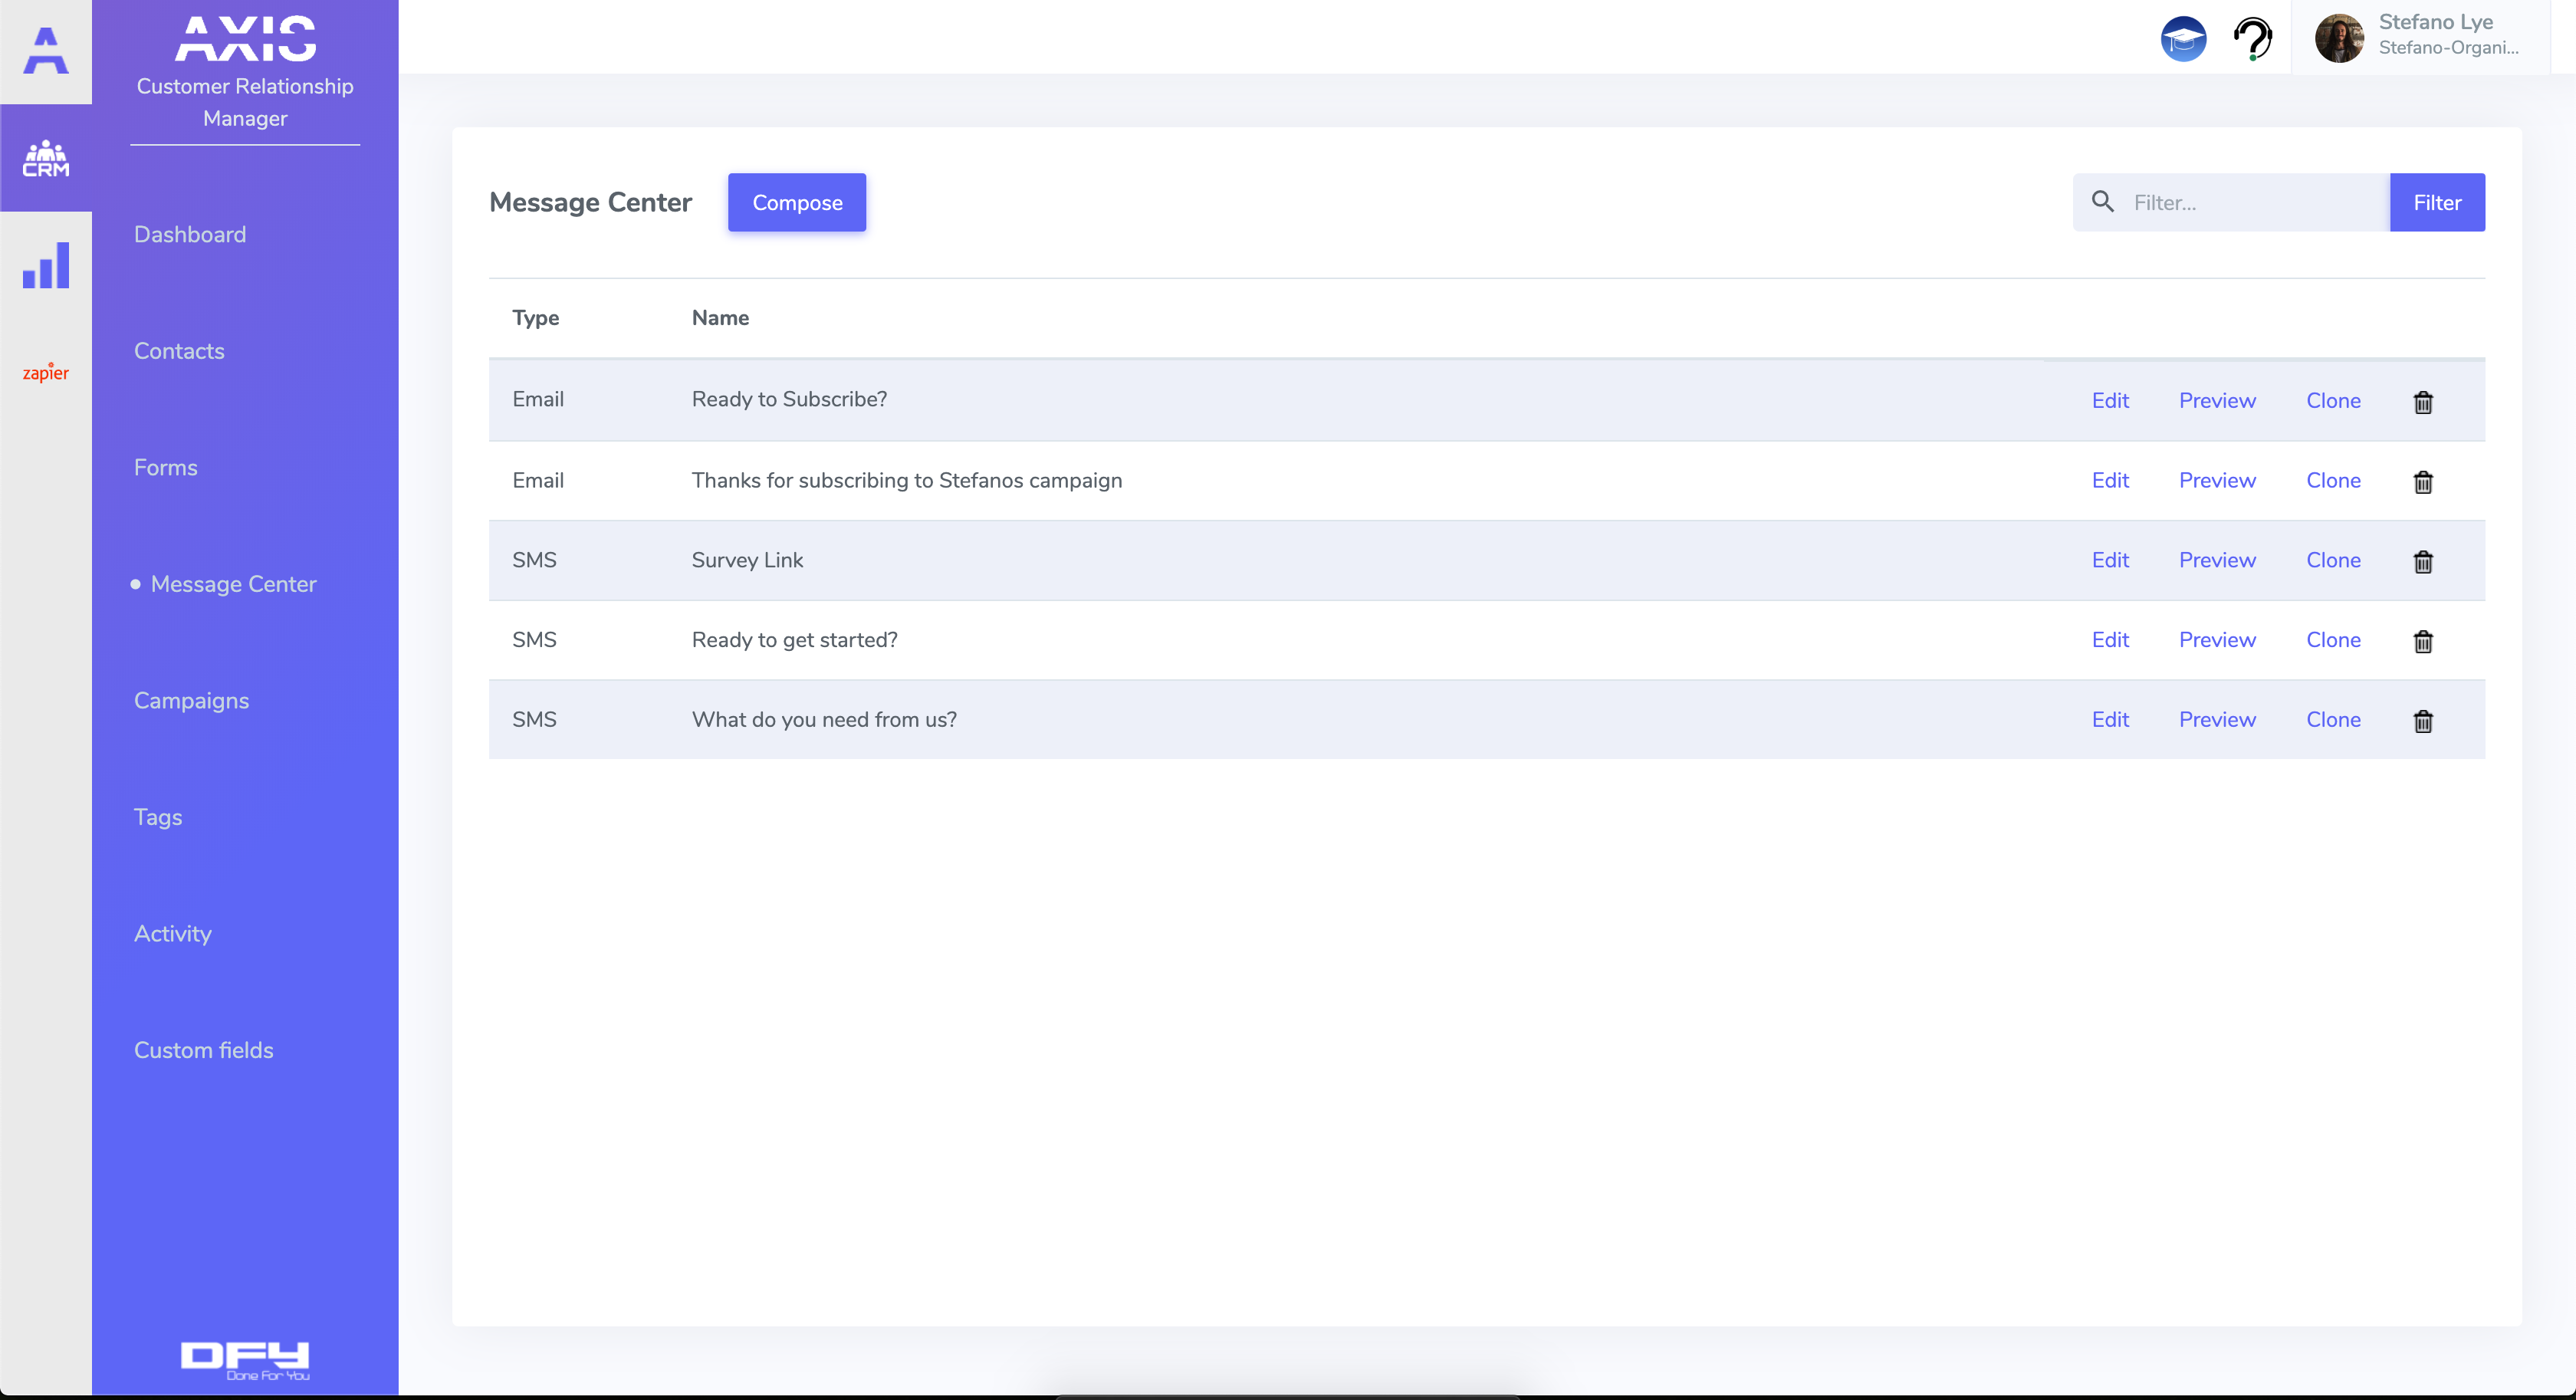 AXIS
Customer Relationship
Manager
CRM
zapier
Dashboard
Contacts
Forms
Message Center
Campaigns
Tags
Activity
Custom fields
DFY
Done For You
Stefano Lye
Stefano-Organi...
Message Center
Compose
Filter...
Filter
Type Name
Email Ready to Subscribe? Edit Preview Clone
Email Thanks for subscribing to Stefanos campaign Edit Preview Clone
SMS Survey Link Edit Preview Clone
SMS Ready to get started? Edit Preview Clone
SMS What do you need from us? Edit Preview Clone